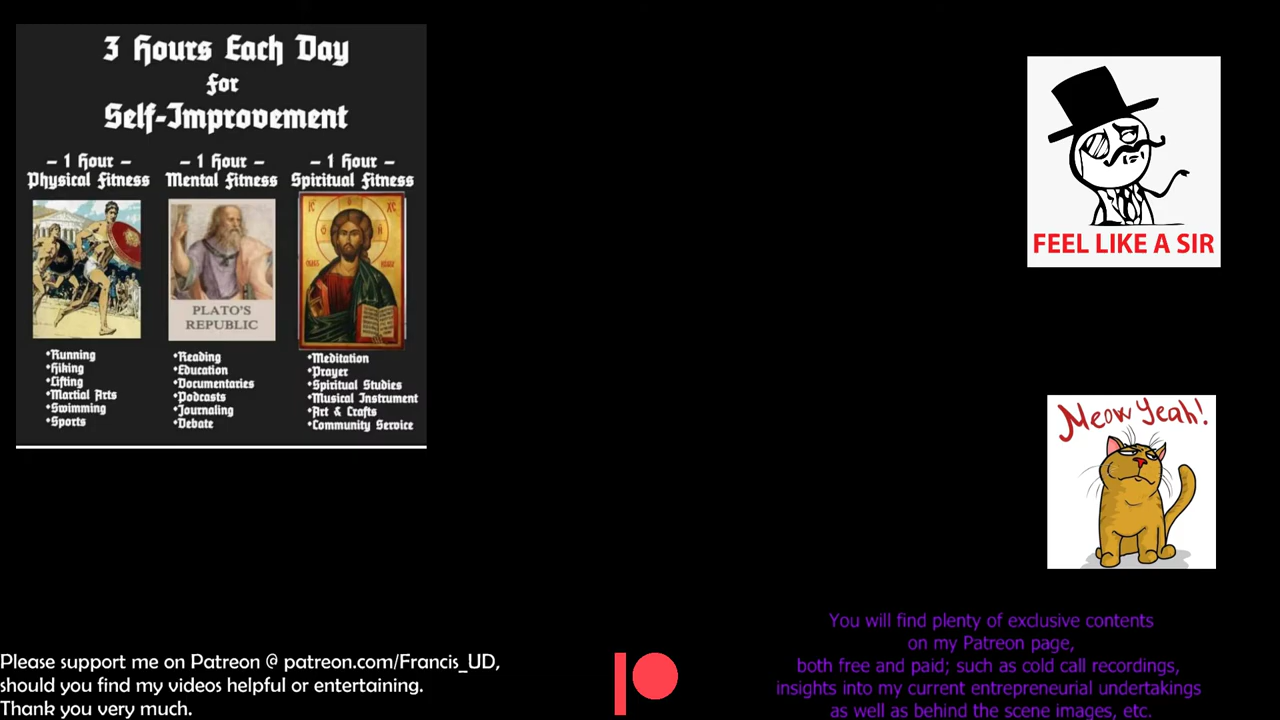 3 Hours Each Day
For
Self-Improvement
- 1 Hour -
Physical Fitness
•Running
•Hiking
•Lifting
•Martial Arts
•Swimming
•Sports
- 1 Hour -
Mental Fitness
PLATO'S
REPUBLIC
•Reading
•Education
•Documentaries
•Podcasts
•Journaling
•Debate
- 1 Hour -
Spiritual Fitness
IC XC
•Meditation
•Prayer
•Spiritual Studies
•Musical Instrument
•Art & Crafts
•Community Service
FEEL LIKE A SIR
Meow Yeah!
Please support me on Patreon @ patreon.com/Francis_UD,
should you find my videos helpful or entertaining.
Thank you very much.
You will find plenty of exclusive contents
on my Patreon page,
both free and paid; such as cold call recordings,
insights into my current entrepreneurial undertakings
as well as behind the scene images, etc.